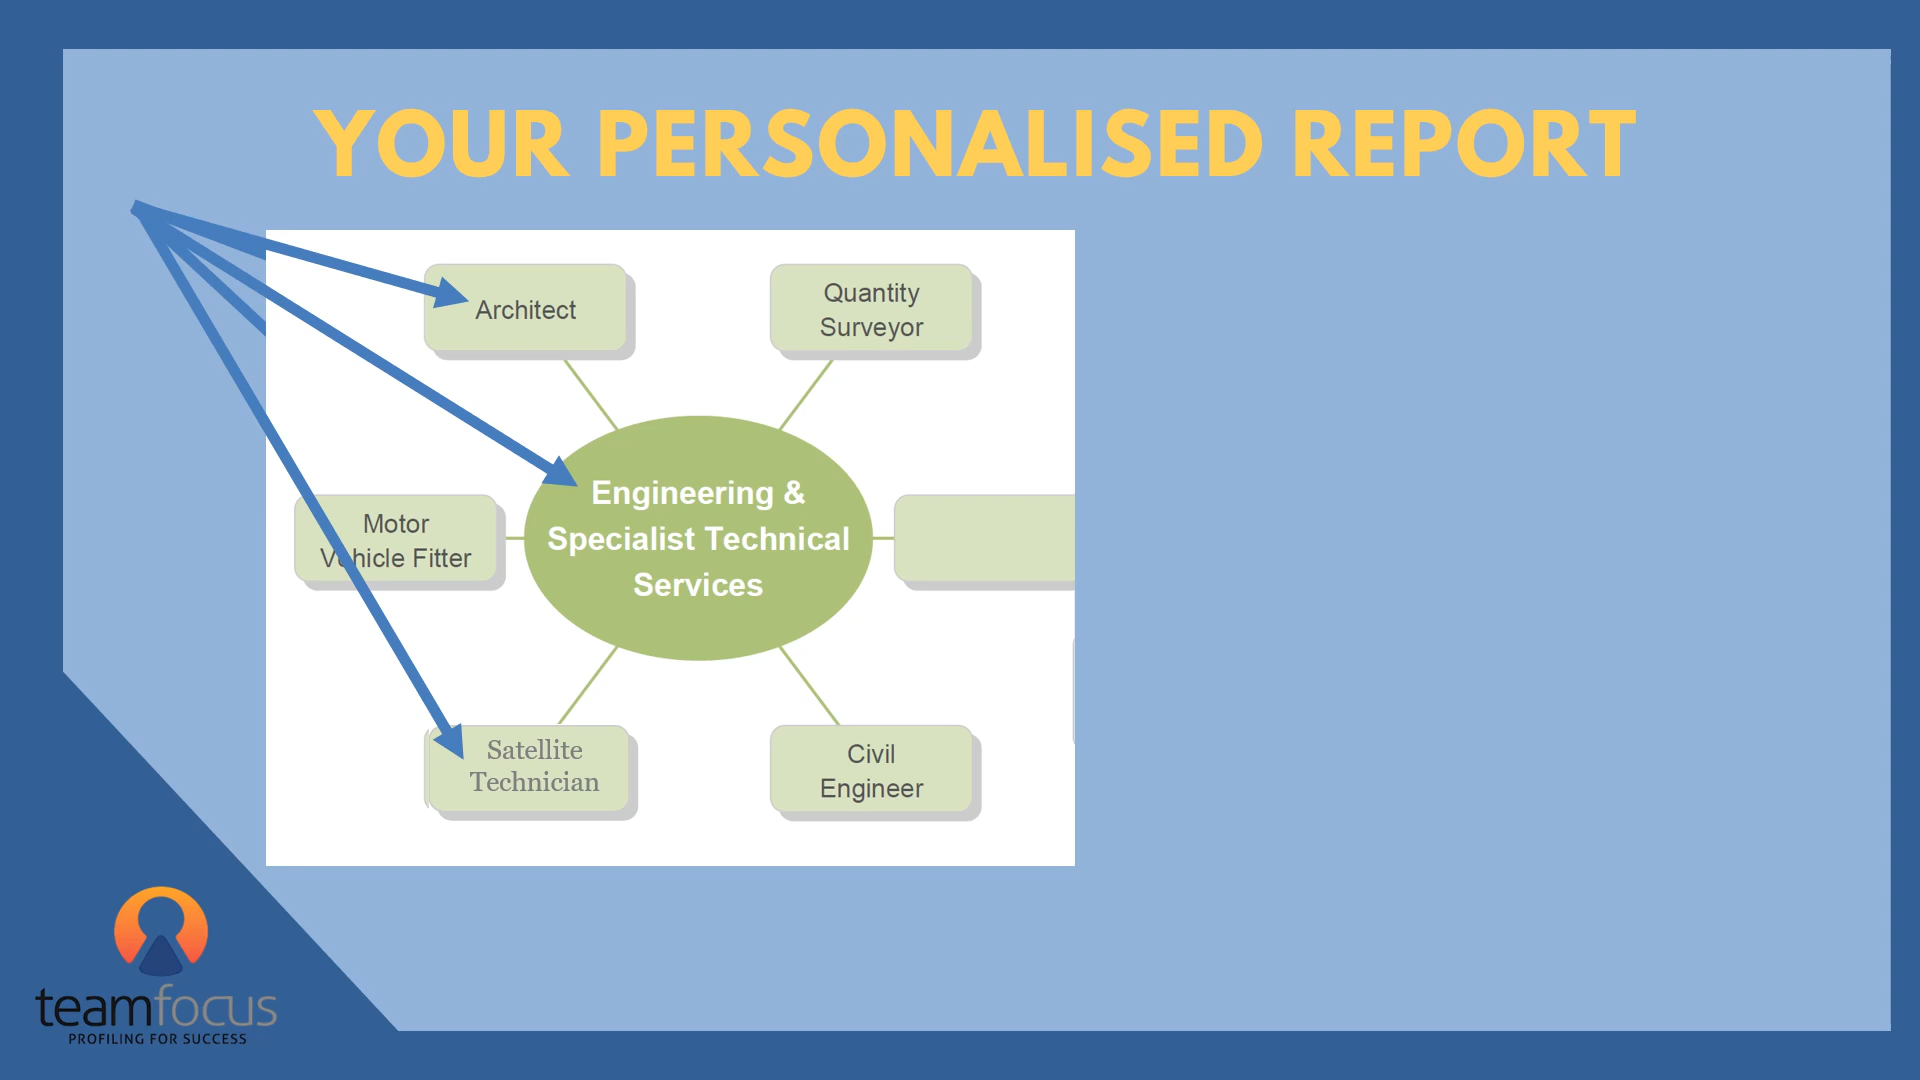 YOUR PERSONALISED REPORT
Architect
Quantity
Surveyor
Engineering &
Specialist Technical
Services
Motor
Vehicle Fitter
Satellite
Technician
Civil
Engineer
teamfocus
PROFILING FOR SUCCESS